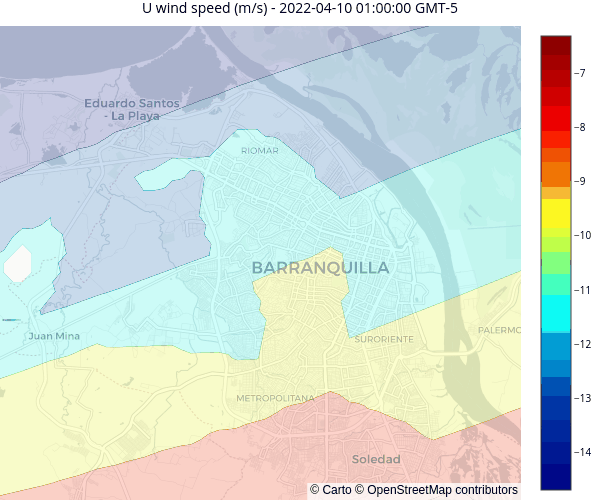 U wind speed (m/s) - 2022-04-10 01:00:00 GMT-5
Eduardo Santos
- La Playa
RIOMAR
BARRANQUILLA
Juan Mina
SURORIENTE
PALERMO
METROPOLITANA
Soledad
© Carto © OpenStreetMap contributors
−7
−8
−9
−10
−11
−12
−13
−14